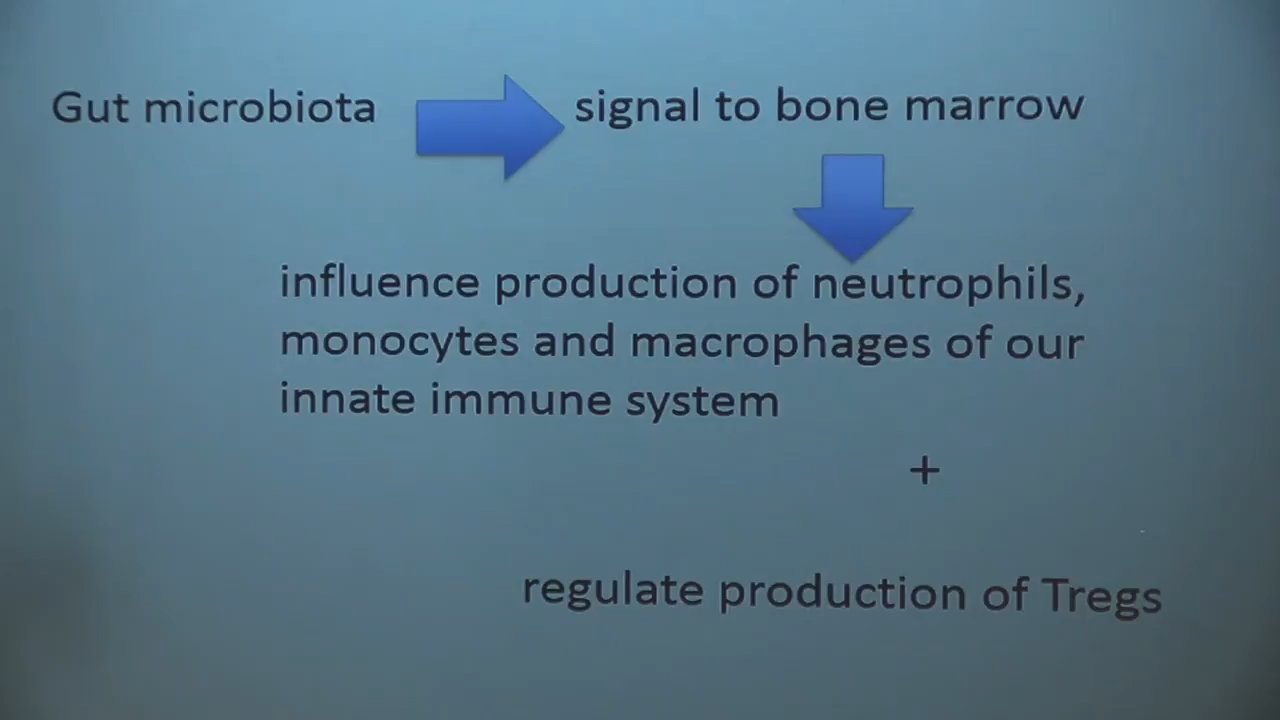 Gut microbiota
signal to bone marrow
influence production of neutrophils,
monocytes and macrophages of our
innate immune system
+
regulate production of Tregs